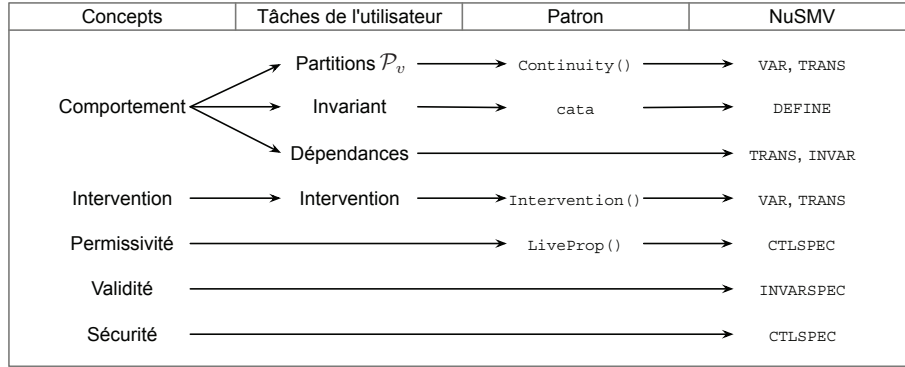 Concepts Tâches de l'utilisateur Patron NuSMV
Partitions 𝒫v Continuity() VAR, TRANS
Comportement Invariant cata DEFINE
Dépendances TRANS, INVAR
Intervention Intervention Intervention() VAR, TRANS
Permissivité LiveProp() CTLSPEC
Validité INVARSPEC
Sécurité CTLSPEC